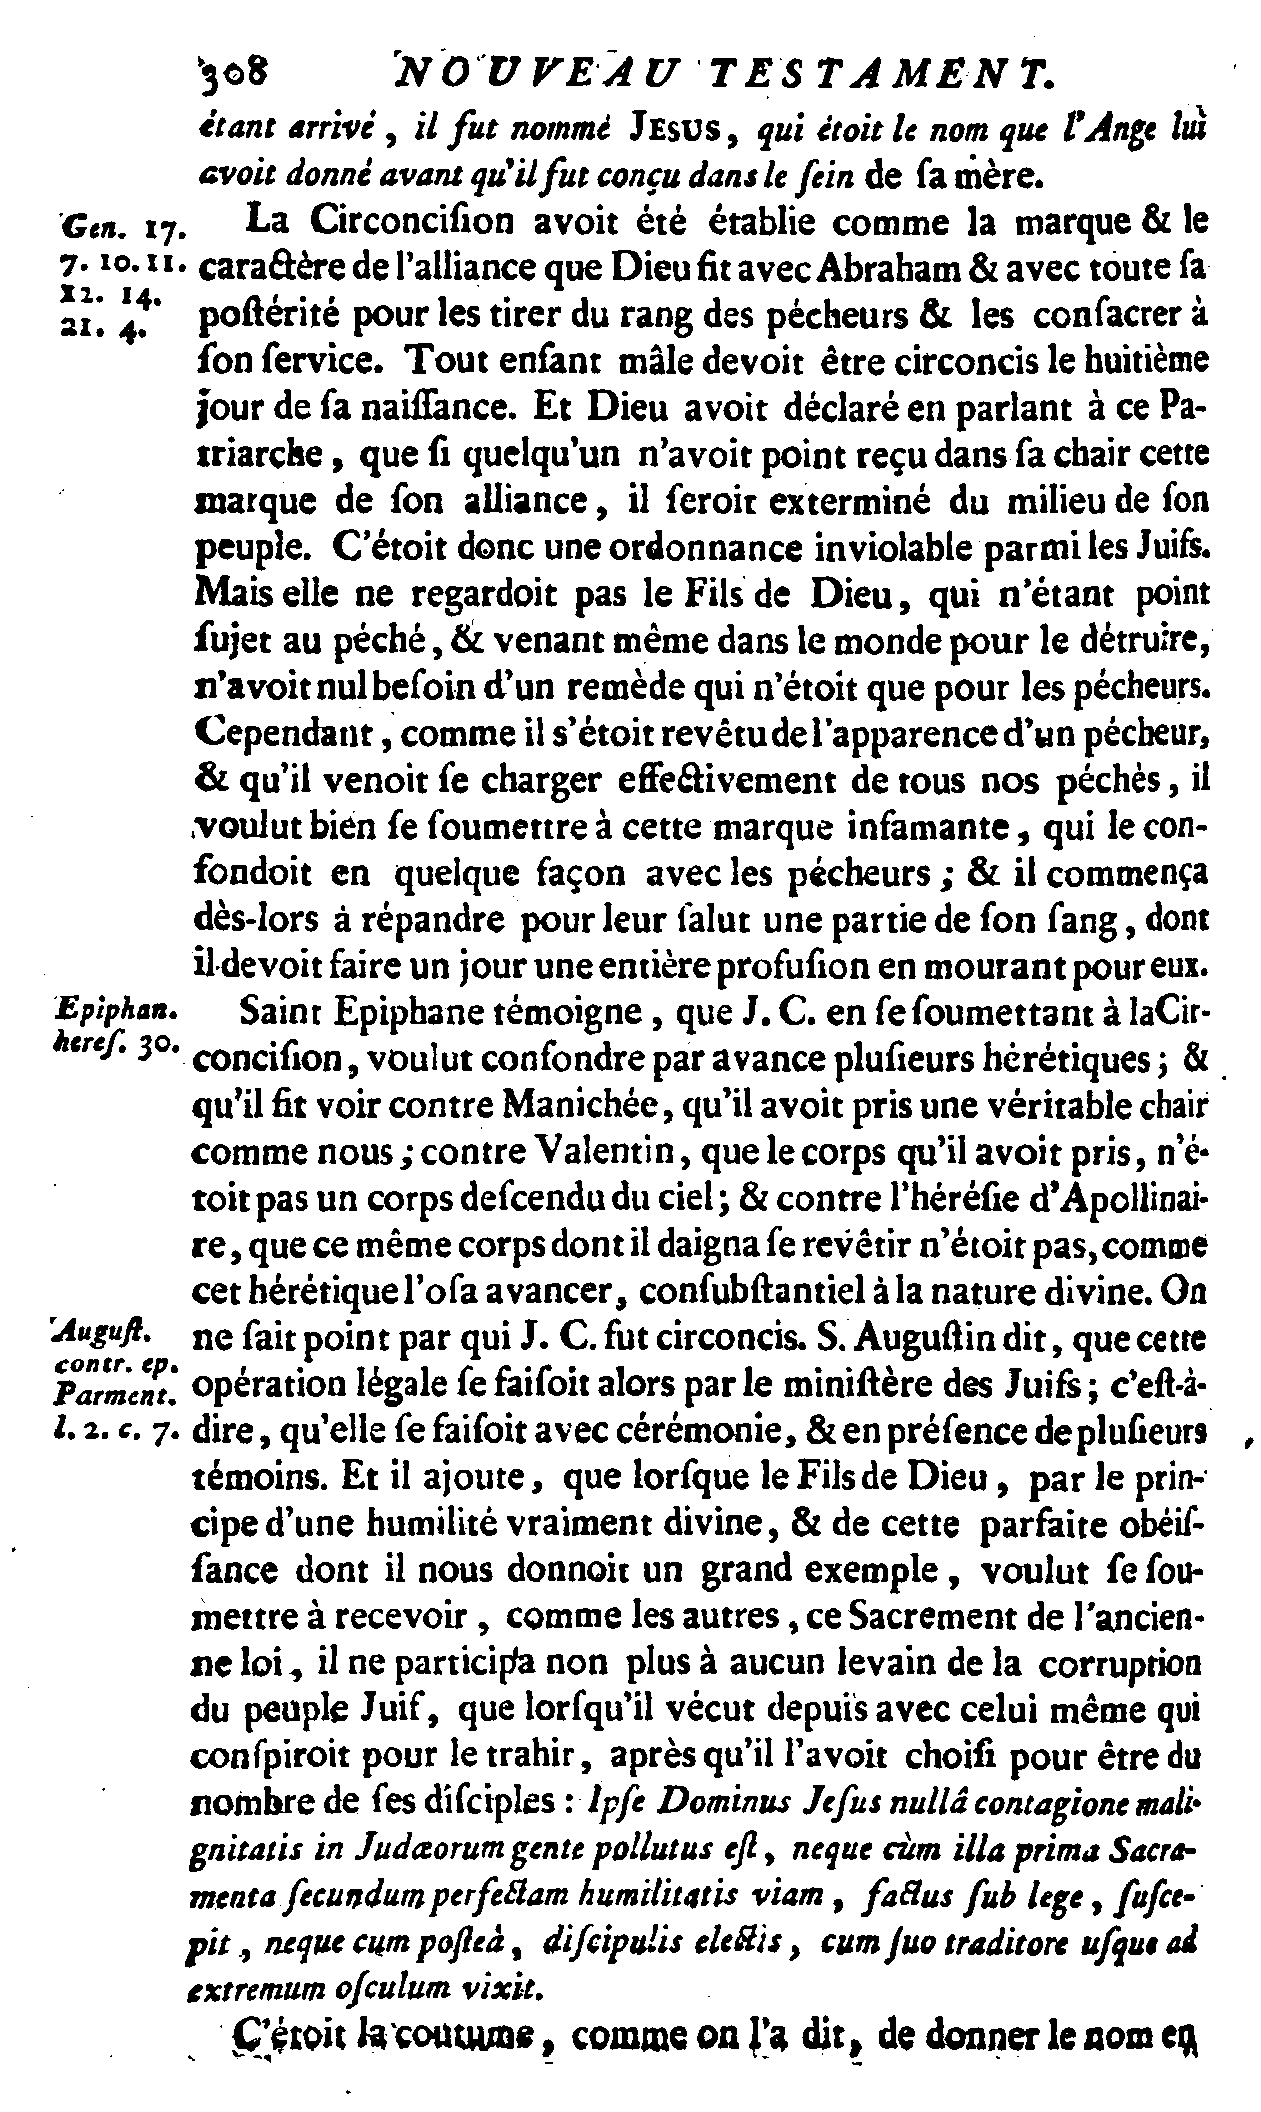 308 NOUVEAU TESTAMENT.
étant arrivé, il fut nommé JESUS, qui étoit le nom que l'Ange lui
avoit donné avant qu'il fut conçu dans le ſein de ſa mère.
Gen. 17.
7. 10. 11.
12. 14.
21. 4.
La Circonciſion avoit été établie comme la marque & le
caractère de l'alliance que Dieu fit avec Abraham & avec toute ſa
poſtérité pour les tirer du rang des pécheurs & les conſacrer à
ſon ſervice. Tout enfant mâle devoit être circoncis le huitième
jour de ſa naiſſance. Et Dieu avoit déclaré en parlant à ce Pa-
triarche, que ſi quelqu'un n'avoit point reçu dans ſa chair cette
marque de ſon alliance, il ſeroit exterminé du milieu de ſon
peuple. C'étoit donc une ordonnance inviolable parmi les Juifs.
Mais elle ne regardoit pas le Fils de Dieu, qui n'étant point
ſujet au péché, & venant même dans le monde pour le détruire,
n'avoit nul beſoin d'un remède qui n'étoit que pour les pécheurs.
Cependant, comme il s'étoit revêtu de l'apparence d'un pécheur,
& qu'il venoit ſe charger effectivement de tous nos péchés, il
voulut bien ſe ſoumettre à cette marque infamante, qui le con-
fondoit en quelque façon avec les pécheurs; & il commença
dès-lors à répandre pour leur ſalut une partie de ſon ſang, dont
il devoit faire un jour une entière profuſion en mourant pour eux.
Epiphan.
hereſ. 30.
Saint Epiphane témoigne, que J. C. en ſe ſoumettant à la Cir-
conciſion, voulut confondre par avance pluſieurs hérétiques; &
qu'il fit voir contre Manichée, qu'il avoit pris une véritable chair
comme nous; contre Valentin, que le corps qu'il avoit pris, n'é-
toit pas un corps deſcendu du ciel; & contre l'héréſie d'Apollinai-
re, que ce même corps dont il daigna ſe revêtir n'étoit pas, comme
cet hérétique l'oſa avancer, conſubſtantiel à la nature divine. On
Auguſt.
contr. ep.
Parment.
l. 2. c. 7.
ne ſait point par qui J. C. fut circoncis. S. Auguſtin dit, que cette
opération légale ſe faiſoit alors par le miniſtère des Juifs; c'eſt-à-
dire, qu'elle ſe faiſoit avec cérémonie, & en préſence de pluſieurs
témoins. Et il ajoute, que lorſque le Fils de Dieu, par le prin-
cipe d'une humilité vraiment divine, & de cette parfaite obéiſ-
ſance dont il nous donnoit un grand exemple, voulut ſe ſou-
mettre à recevoir, comme les autres, ce Sacrement de l'ancien-
ne loi, il ne participa non plus à aucun levain de la corruption
du peuple Juif, que lorſqu'il vécut depuis avec celui même qui
conſpiroit pour le trahir, après qu'il l'avoit choiſi pour être du
nombre de ſes diſciples: Ipſe Dominus Jeſus nullâ contagione mali-
gnitatis in Judæorum gente pollutus eſt, neque cùm illa prima Sacra-
menta ſecundum perfectam humilitatis viam, factus ſub lege, ſuſce-
pit, neque cum poſteà, diſcipulis electis, cum ſuo traditore uſque ad
extremum oſculum vixit.
C'étoit la coutume, comme on l'a dit, de donner le nom en